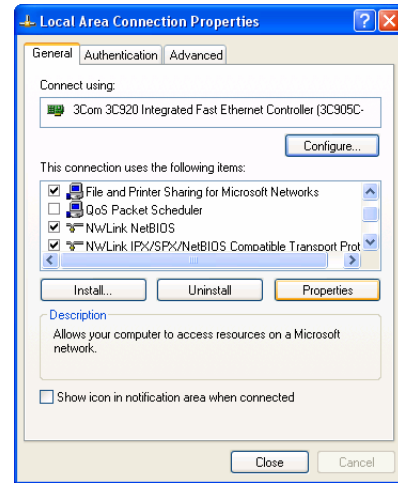 Local Area Connection Properties
General Authentication Advanced
Connect using:
3Com 3C920 Integrated Fast Ethernet Controller (3C905C-
Configure...
This connection uses the following items:
File and Printer Sharing for Microsoft Networks
QoS Packet Scheduler
NWLink NetBIOS
NWLink IPX/SPX/NetBIOS Compatible Transport Prot
Install... Uninstall Properties
Description
Allows your computer to access resources on a Microsoft
network.
Show icon in notification area when connected
Close Cancel